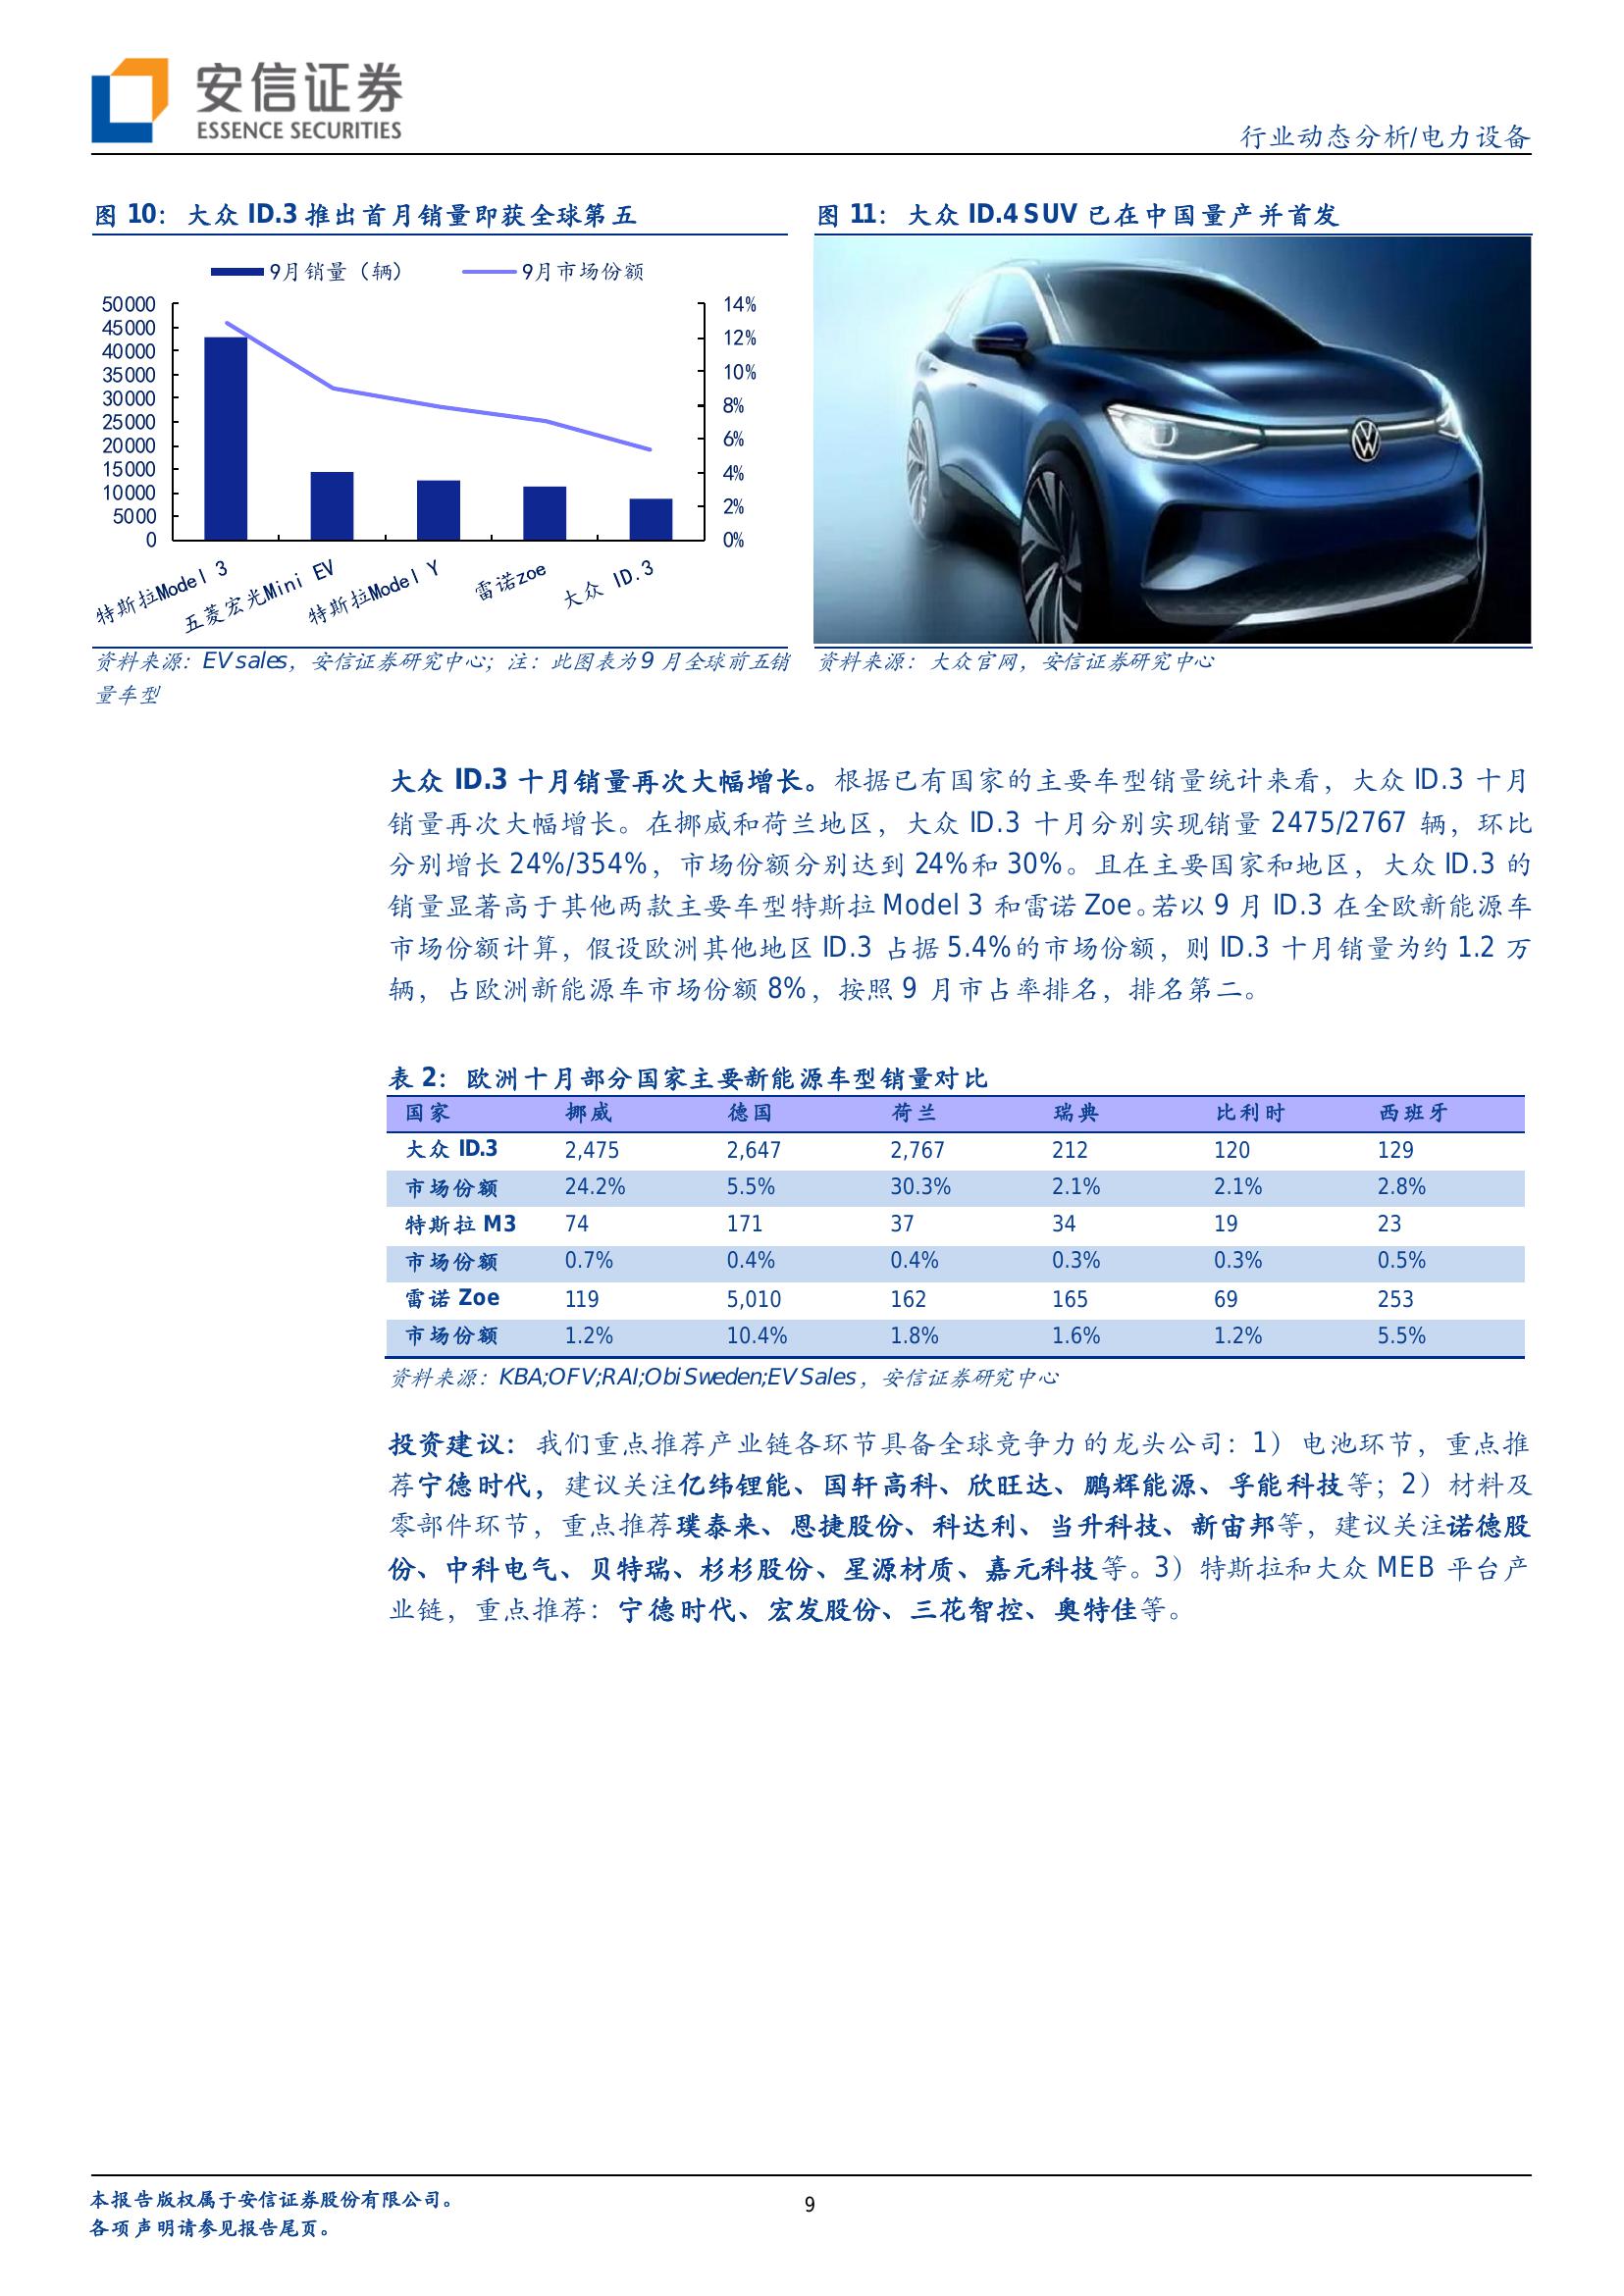 安信证券
ESSENCE SECURITIES
行业动态分析/电力设备
图 10：大众 ID.3 推出首月销量即获全球第五
9月销量（辆）
9月市场份额
50000
45000
40000
35000
30000
25000
20000
15000
10000
5000
0
14%
12%
10%
8%
6%
4%
2%
0%
特斯拉Model 3
五菱宏光Mini EV
特斯拉Model Y
雷诺zoe
大众 ID.3
资料来源：EV sales，安信证券研究中心；注：此图表为 9 月全球前五销
量车型
图 11：大众 ID.4 SUV 已在中国量产并首发
资料来源：大众官网，安信证券研究中心
大众 ID.3 十月销量再次大幅增长。根据已有国家的主要车型销量统计来看，大众 ID.3 十月
销量再次大幅增长。在挪威和荷兰地区，大众 ID.3 十月分别实现销量 2475/2767 辆，环比
分别增长 24%/354%，市场份额分别达到 24%和 30%。且在主要国家和地区，大众 ID.3 的
销量显著高于其他两款主要车型特斯拉 Model 3 和雷诺 Zoe。若以 9 月 ID.3 在全欧新能源车
市场份额计算，假设欧洲其他地区 ID.3 占据 5.4%的市场份额，则 ID.3 十月销量为约 1.2 万
辆，占欧洲新能源车市场份额 8%，按照 9 月市占率排名，排名第二。
表 2：欧洲十月部分国家主要新能源车型销量对比
国家 挪威 德国 荷兰 瑞典 比利时 西班牙
大众 ID.3 2,475 2,647 2,767 212 120 129
市场份额 24.2% 5.5% 30.3% 2.1% 2.1% 2.8%
特斯拉 M3 74 171 37 34 19 23
市场份额 0.7% 0.4% 0.4% 0.3% 0.3% 0.5%
雷诺 Zoe 119 5,010 162 165 69 253
市场份额 1.2% 10.4% 1.8% 1.6% 1.2% 5.5%
资料来源：KBA;OFV;RAI;Obi Sweden;EV Sales，安信证券研究中心
投资建议：我们重点推荐产业链各环节具备全球竞争力的龙头公司：1）电池环节，重点推
荐宁德时代，建议关注亿纬锂能、国轩高科、欣旺达、鹏辉能源、孚能科技等；2）材料及
零部件环节，重点推荐璞泰来、恩捷股份、科达利、当升科技、新宙邦等，建议关注诺德股
份、中科电气、贝特瑞、杉杉股份、星源材质、嘉元科技等。3）特斯拉和大众 MEB 平台产
业链，重点推荐：宁德时代、宏发股份、三花智控、奥特佳等。
本报告版权属于安信证券股份有限公司。
各项声明请参见报告尾页。
9